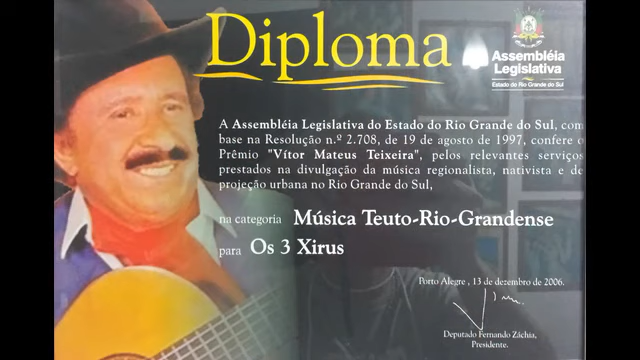 Diploma
Assembléia
Legislativa
Estado do Rio Grande do Sul
A Assembléia Legislativa do Estado do Rio Grande do Sul, com
base na Resolução n.º 2.708, de 19 de agosto de 1997, confere o
Prêmio "Vítor Mateus Teixeira", pelos relevantes serviços
prestados na divulgação da música regionalista, nativista e de
projeção urbana no Rio Grande do Sul,
na categoria Música Teuto-Rio-Grandense
para Os 3 Xirus
Porto Alegre , 13 de dezembro de 2006.
Deputado Fernando Záchia,
Presidente.